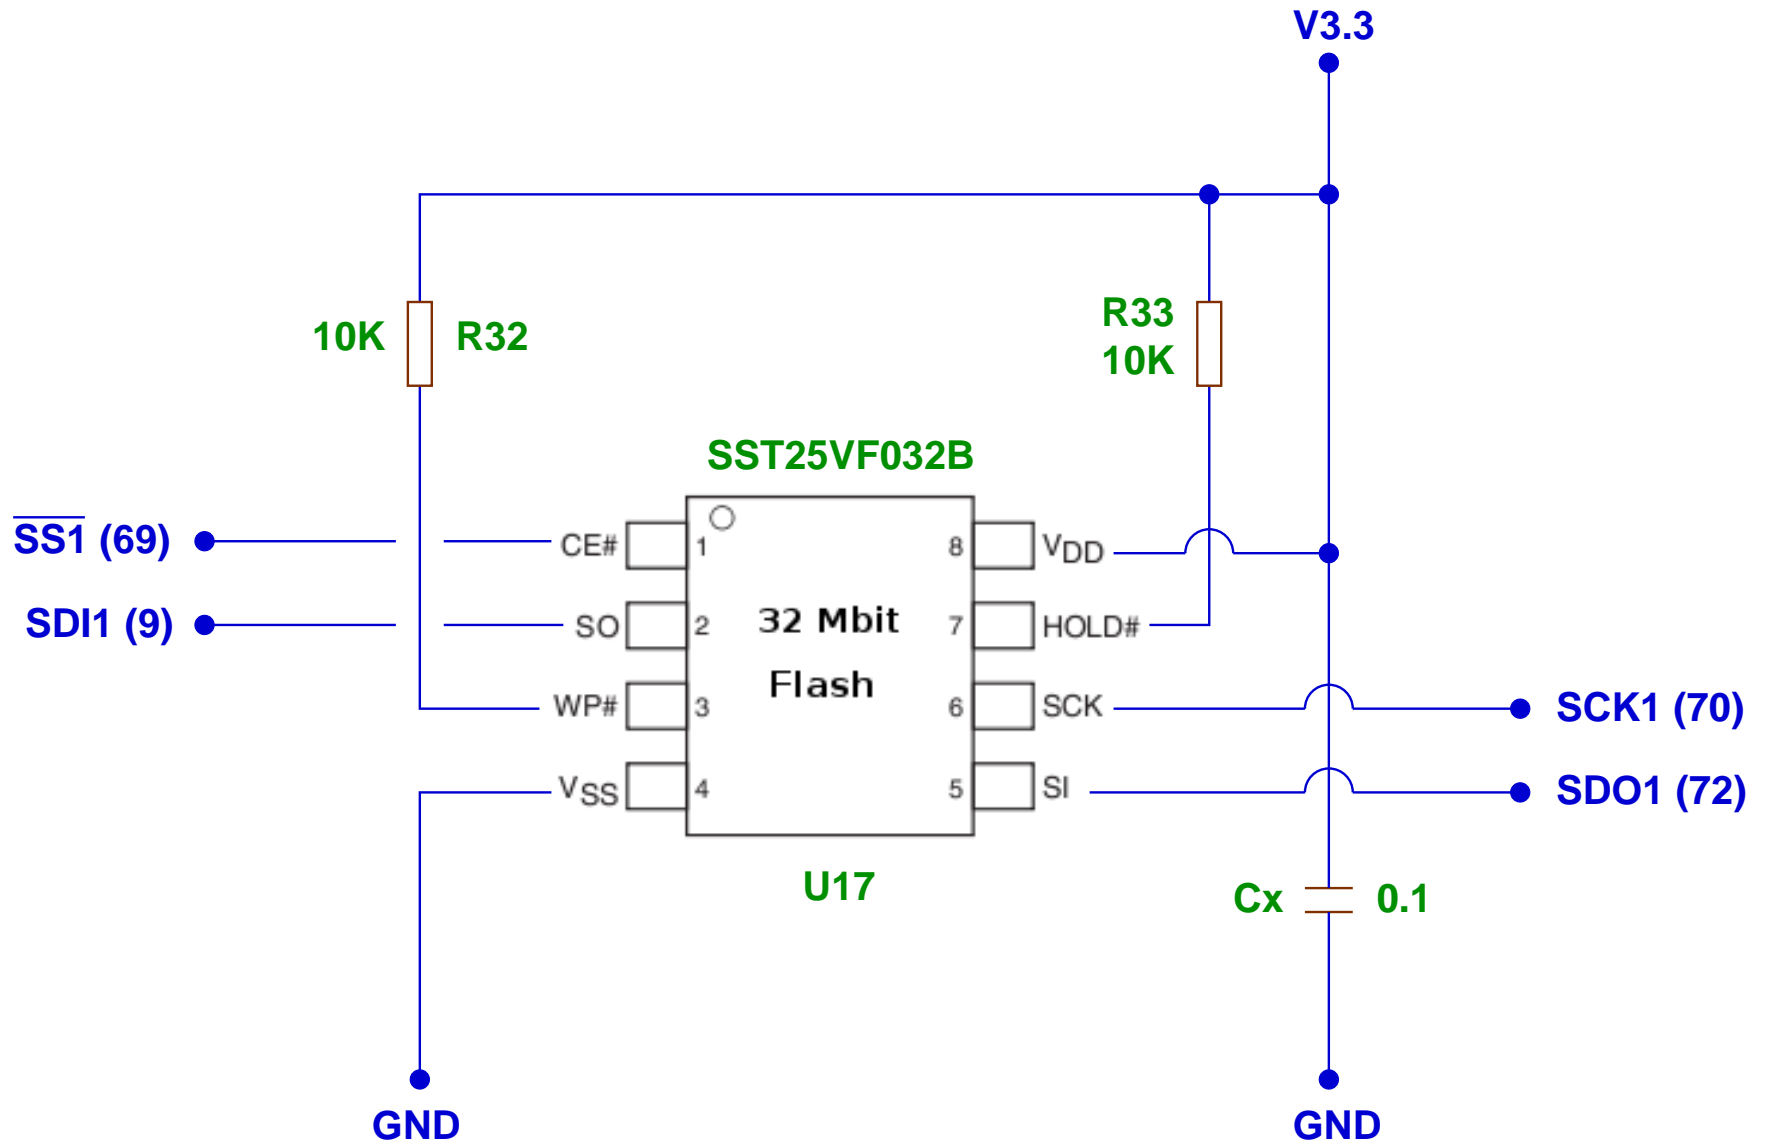 V3.3
10K
R32
R33
10K
SST25VF032B
SS1 (69)
CE#
1
8
VDD
SDI1 (9)
SO
2
32 Mbit
7
HOLD#
Flash
WP#
3
6
SCK
SCK1 (70)
VSS
4
5
SI
SDO1 (72)
U17
Cx
0.1
GND
GND